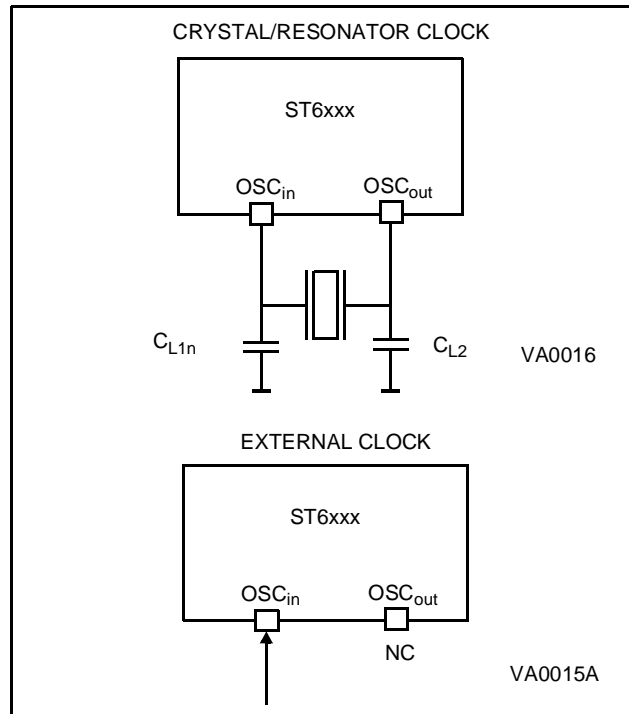 CRYSTAL/RESONATOR CLOCK
ST6xxx
OSCin OSCout
CL1n CL2 VA0016
EXTERNAL CLOCK
ST6xxx
OSCin OSCout
NC
VA0015A